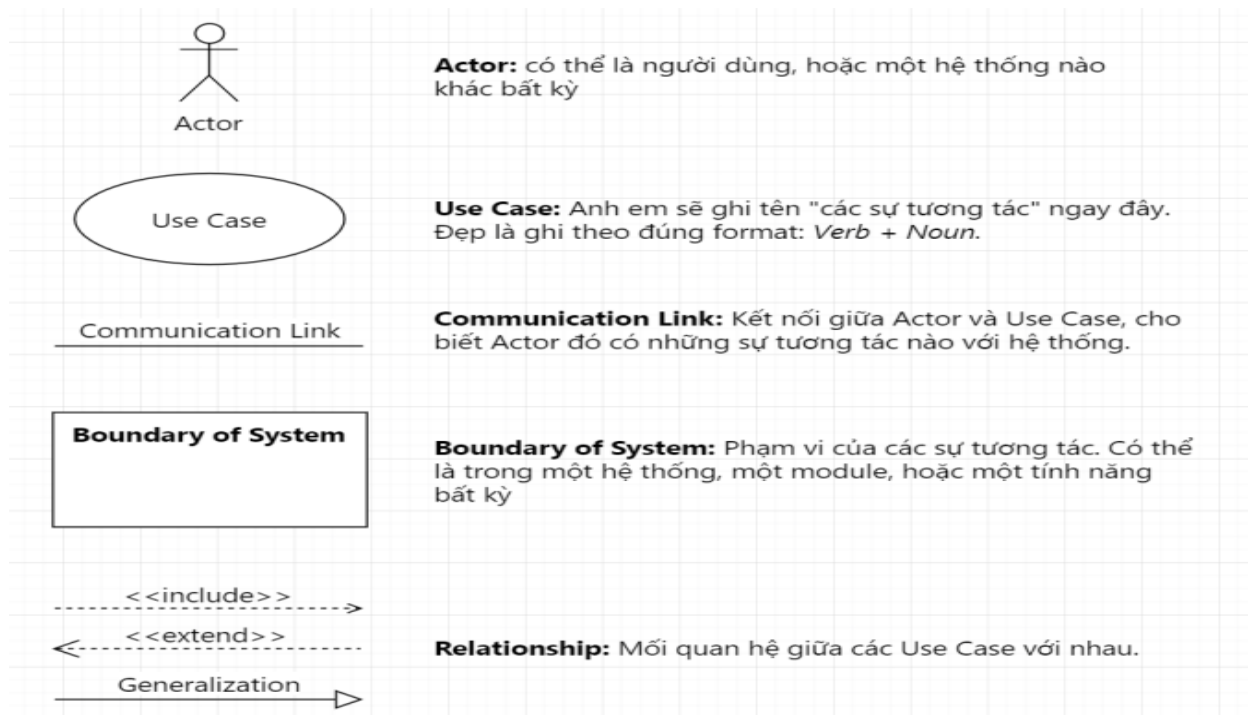 Actor
Actor: có thể là người dùng, hoặc một hệ thống nào
khác bất kỳ
Use Case
Use Case: Anh em sẽ ghi tên "các sự tương tác" ngay đây.
Đẹp là ghi theo đúng format: Verb + Noun.
Communication Link
Communication Link: Kết nối giữa Actor và Use Case, cho
biết Actor đó có những sự tương tác nào với hệ thống.
Boundary of System
Boundary of System: Phạm vi của các sự tương tác. Có thể
là trong một hệ thống, một module, hoặc một tính năng
bất kỳ
<<include>>
<<extend>>
Generalization
Relationship: Mối quan hệ giữa các Use Case với nhau.